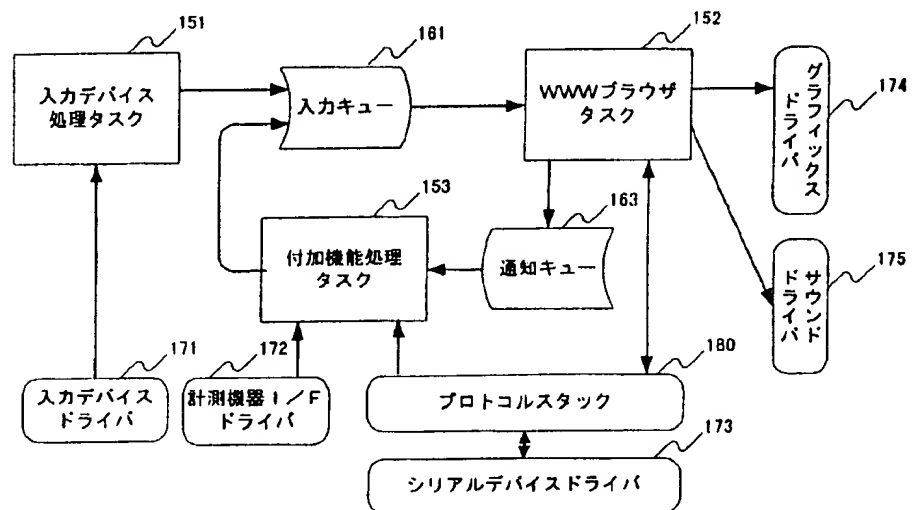 151
入力デバイス
処理タスク
161
入力キュー
152
WWWブラウザ
タスク
グラフィックス
ドライバ
174
153
付加機能処理
タスク
163
通知キュー
サウンド
ドライバ
175
171
入力デバイス
ドライバ
172
計測機器I/F
ドライバ
180
プロトコルスタック
173
シリアルデバイスドライバ